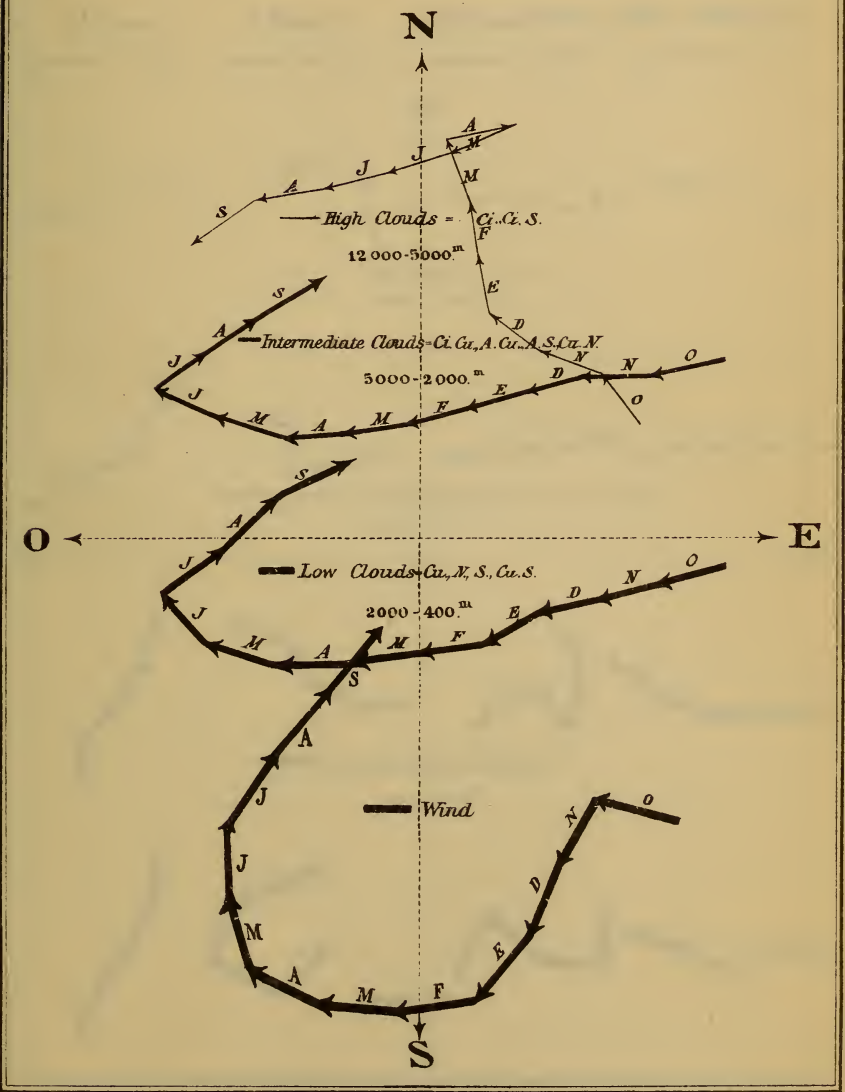 N
A
M
J
J
A
S
M
High Clouds = Ci. Ci. S.
F
12 000-5000.m
E
S
A
D
Intermediate Clouds=Ci. Cu., A. Cu., A. S., Cu. N.
N
O
J
5000-2000.m
D
N
E
J
F
O
M
M
A
S
A
O
E
J
Low Clouds=Cu., N., S., Cu. S.
O
N
D
2000-400.m
E
J
F
M
M
A
S
A
J
Wind
O
N
J
D
M
E
A
M
F
S